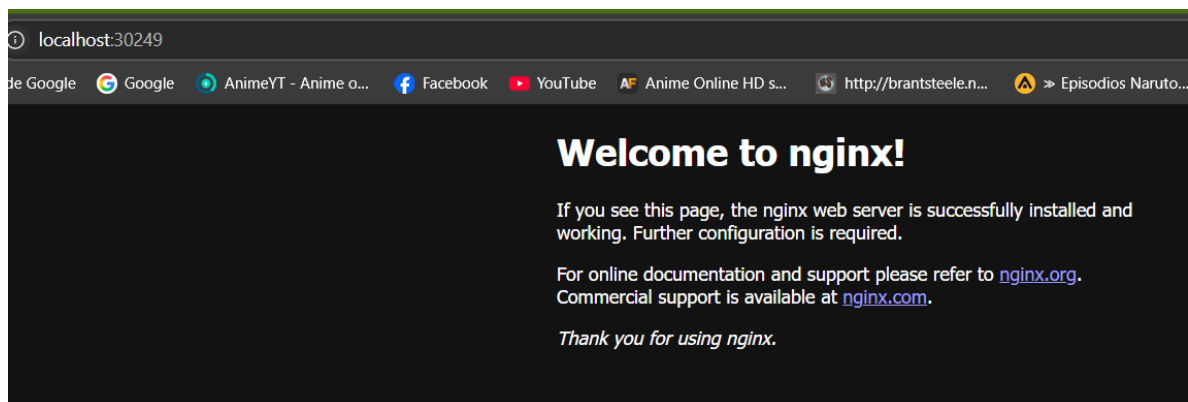 localhost:30249
de Google Google AnimeYT - Anime o... Facebook YouTube AF Anime Online HD s... http://brantsteele.n... >> Episodios Naruto...
Welcome to nginx!
If you see this page, the nginx web server is successfully installed and
working. Further configuration is required.
For online documentation and support please refer to nginx.org.
Commercial support is available at nginx.com.
Thank you for using nginx.